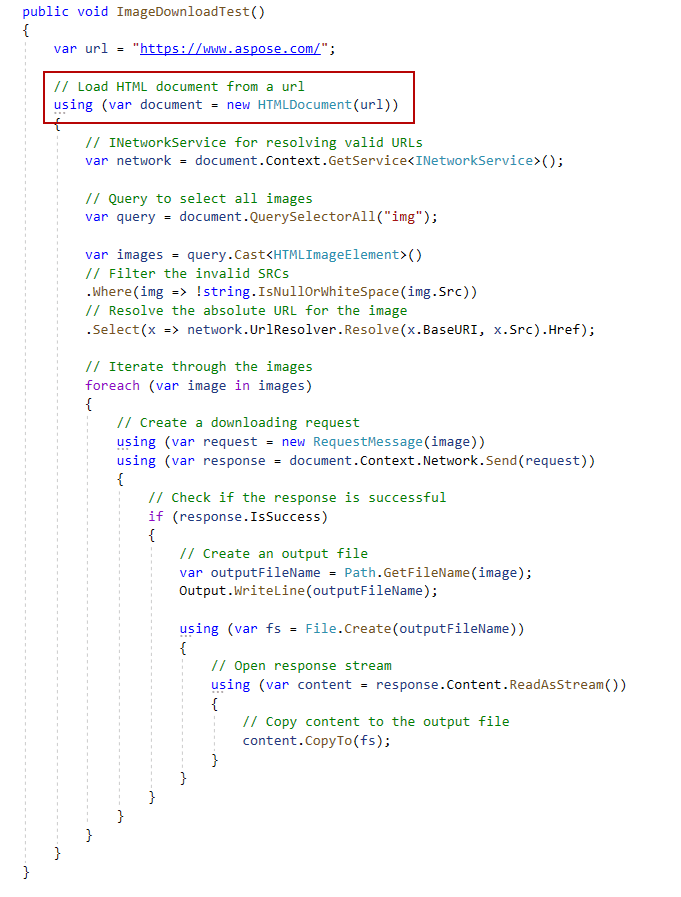 public void ImageDownloadTest()
{
    var url = "https://www.aspose.com/";

    // Load HTML document from a url
    using (var document = new HTMLDocument(url))
    {
        // INetworkService for resolving valid URLs
        var network = document.Context.GetService<INetworkService>();

        // Query to select all images
        var query = document.QuerySelectorAll("img");

        var images = query.Cast<HTMLImageElement>()
        // Filter the invalid SRCs
        .Where(img => !string.IsNullOrWhiteSpace(img.Src))
        // Resolve the absolute URL for the image
        .Select(x => network.UrlResolver.Resolve(x.BaseURI, x.Src).Href);

        // Iterate through the images
        foreach (var image in images)
        {
            // Create a downloading request
            using (var request = new RequestMessage(image))
            using (var response = document.Context.Network.Send(request))
            {
                // Check if the response is successful
                if (response.IsSuccess)
                {
                    // Create an output file
                    var outputFileName = Path.GetFileName(image);
                    Output.WriteLine(outputFileName);

                    using (var fs = File.Create(outputFileName))
                    {
                        // Open response stream
                        using (var content = response.Content.ReadAsStream())
                        {
                            // Copy content to the output file
                            content.CopyTo(fs);
                        }
                    }
                }
            }
        }
    }
}